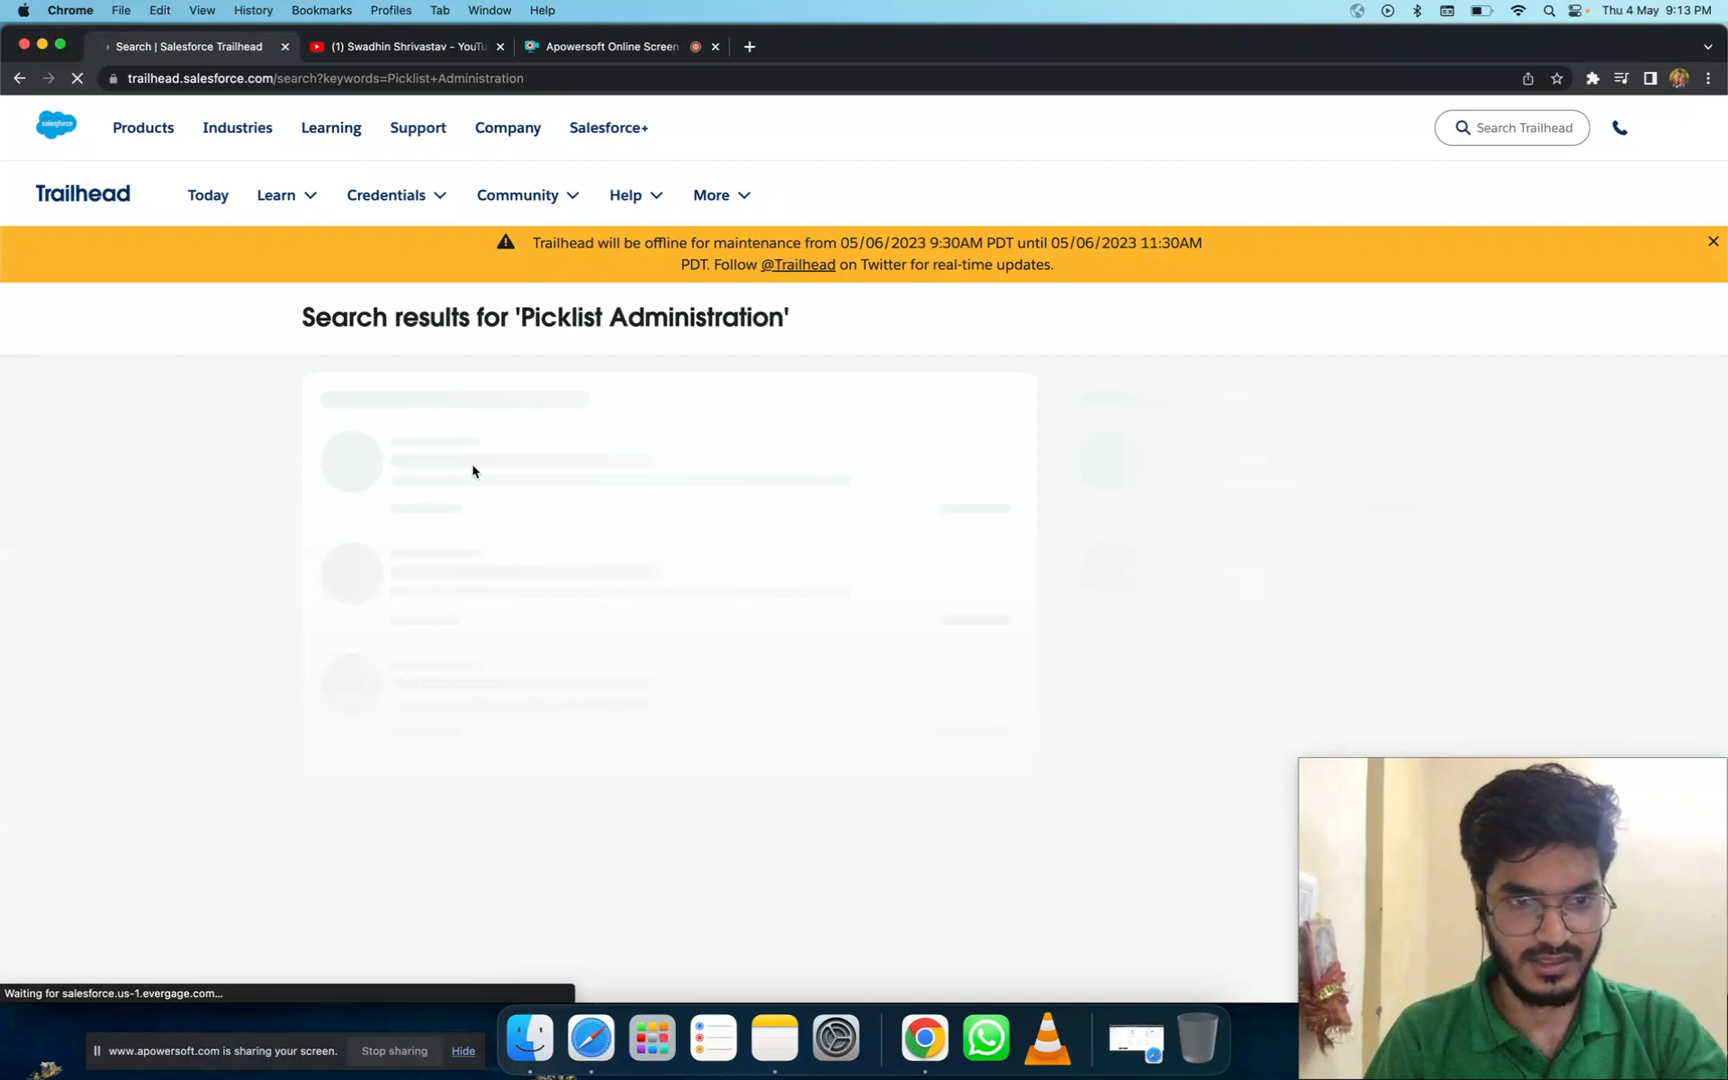 Chrome File Edit View History Bookmarks Profiles Tab Window Help Thu 4 May 9:13 PM
Search | Salesforce Trailhead (1) Swadhin Shrivastav - YouTu Apowersoft Online Screen
trailhead.salesforce.com/search?keywords=Picklist+Administration
salesforce Products Industries Learning Support Company Salesforce+ Search Trailhead
Trailhead Today Learn Credentials Community Help More
Trailhead will be offline for maintenance from 05/06/2023 9:30AM PDT until 05/06/2023 11:30AM
PDT. Follow @Trailhead on Twitter for real-time updates.
Search results for 'Picklist Administration'
Waiting for salesforce.us-1.evergage.com...
www.apowersoft.com is sharing your screen. Stop sharing Hide